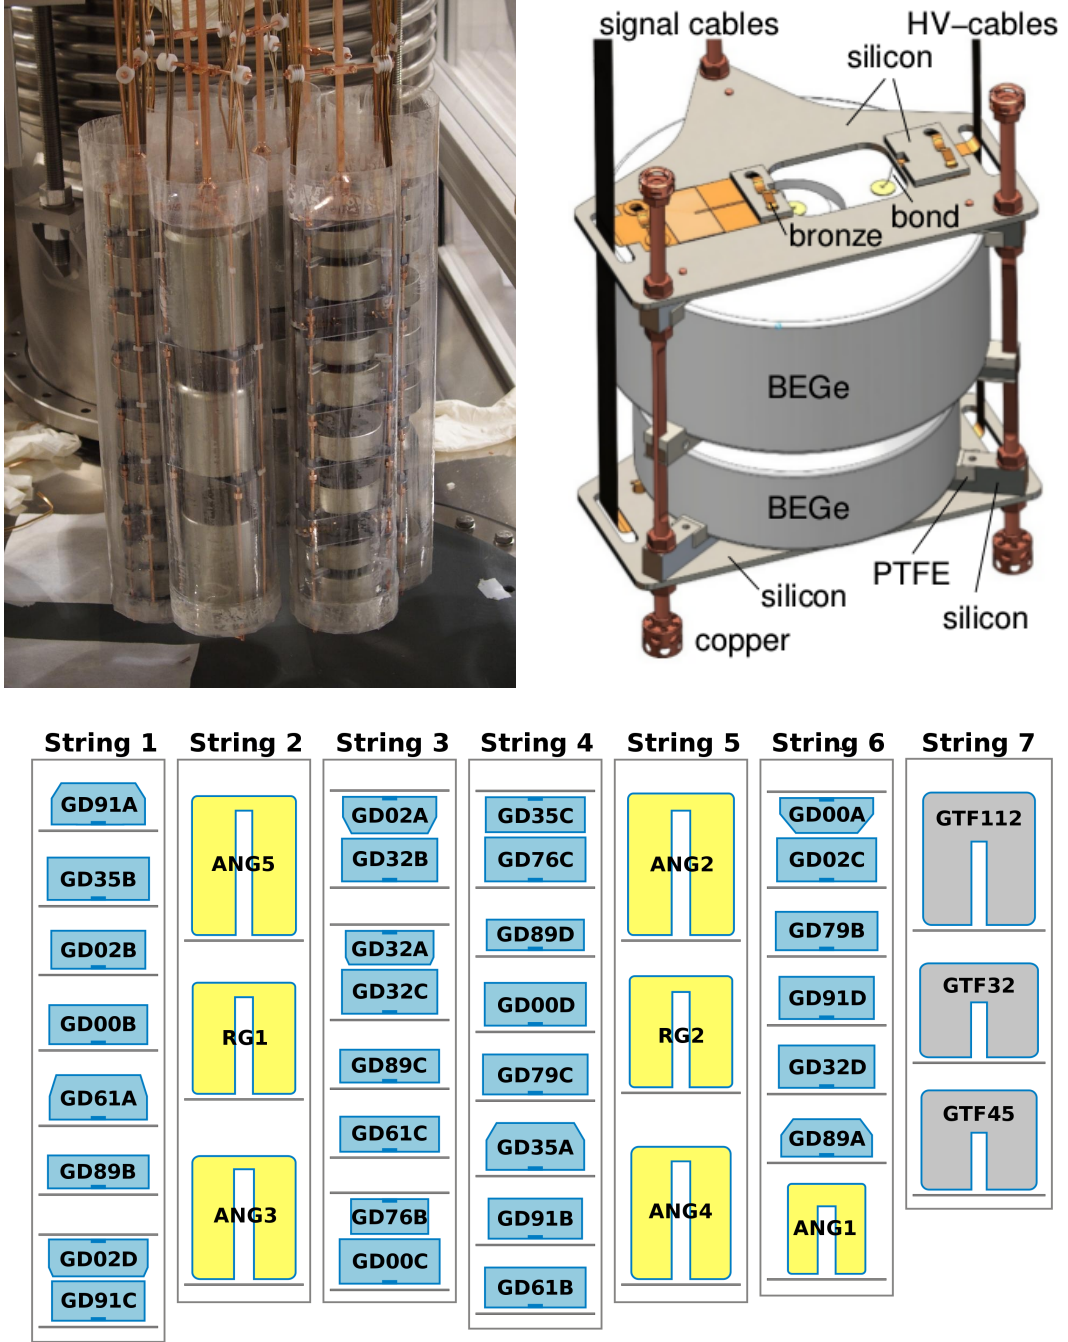 signal cables
HV-cables
silicon
bond
bronze
BEGe
BEGe
PTFE
silicon
silicon
copper
String 1
GD91A
GD35B
GD02B
GD00B
GD61A
GD89B
GD02D
GD91C
String 2
ANG5
RG1
ANG3
String 3
GD02A
GD32B
GD32A
GD32C
GD89C
GD61C
GD76B
GD00C
String 4
GD35C
GD76C
GD89D
GD00D
GD79C
GD35A
GD91B
GD61B
String 5
ANG2
RG2
ANG4
String 6
GD00A
GD02C
GD79B
GD91D
GD32D
GD89A
ANG1
String 7
GTF112
GTF32
GTF45